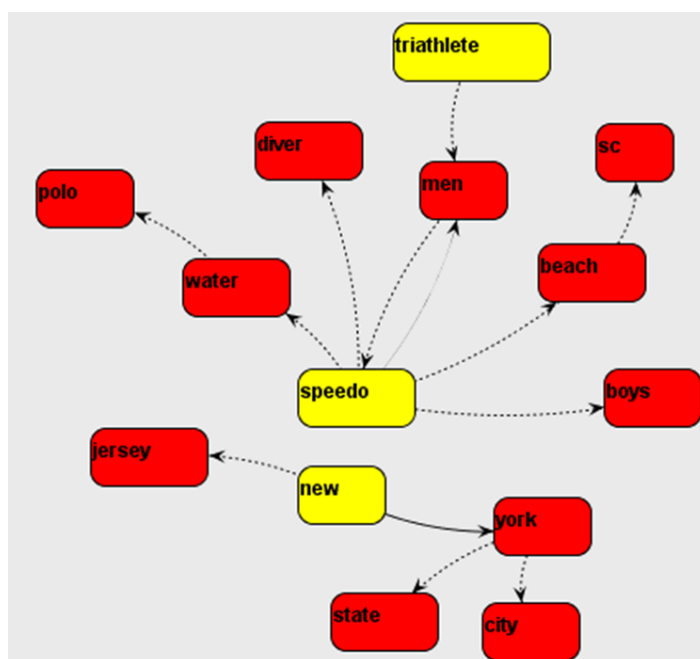 triathlete
diver
sc
men
polo
beach
water
speedo
boys
jersey
new
york
state
city